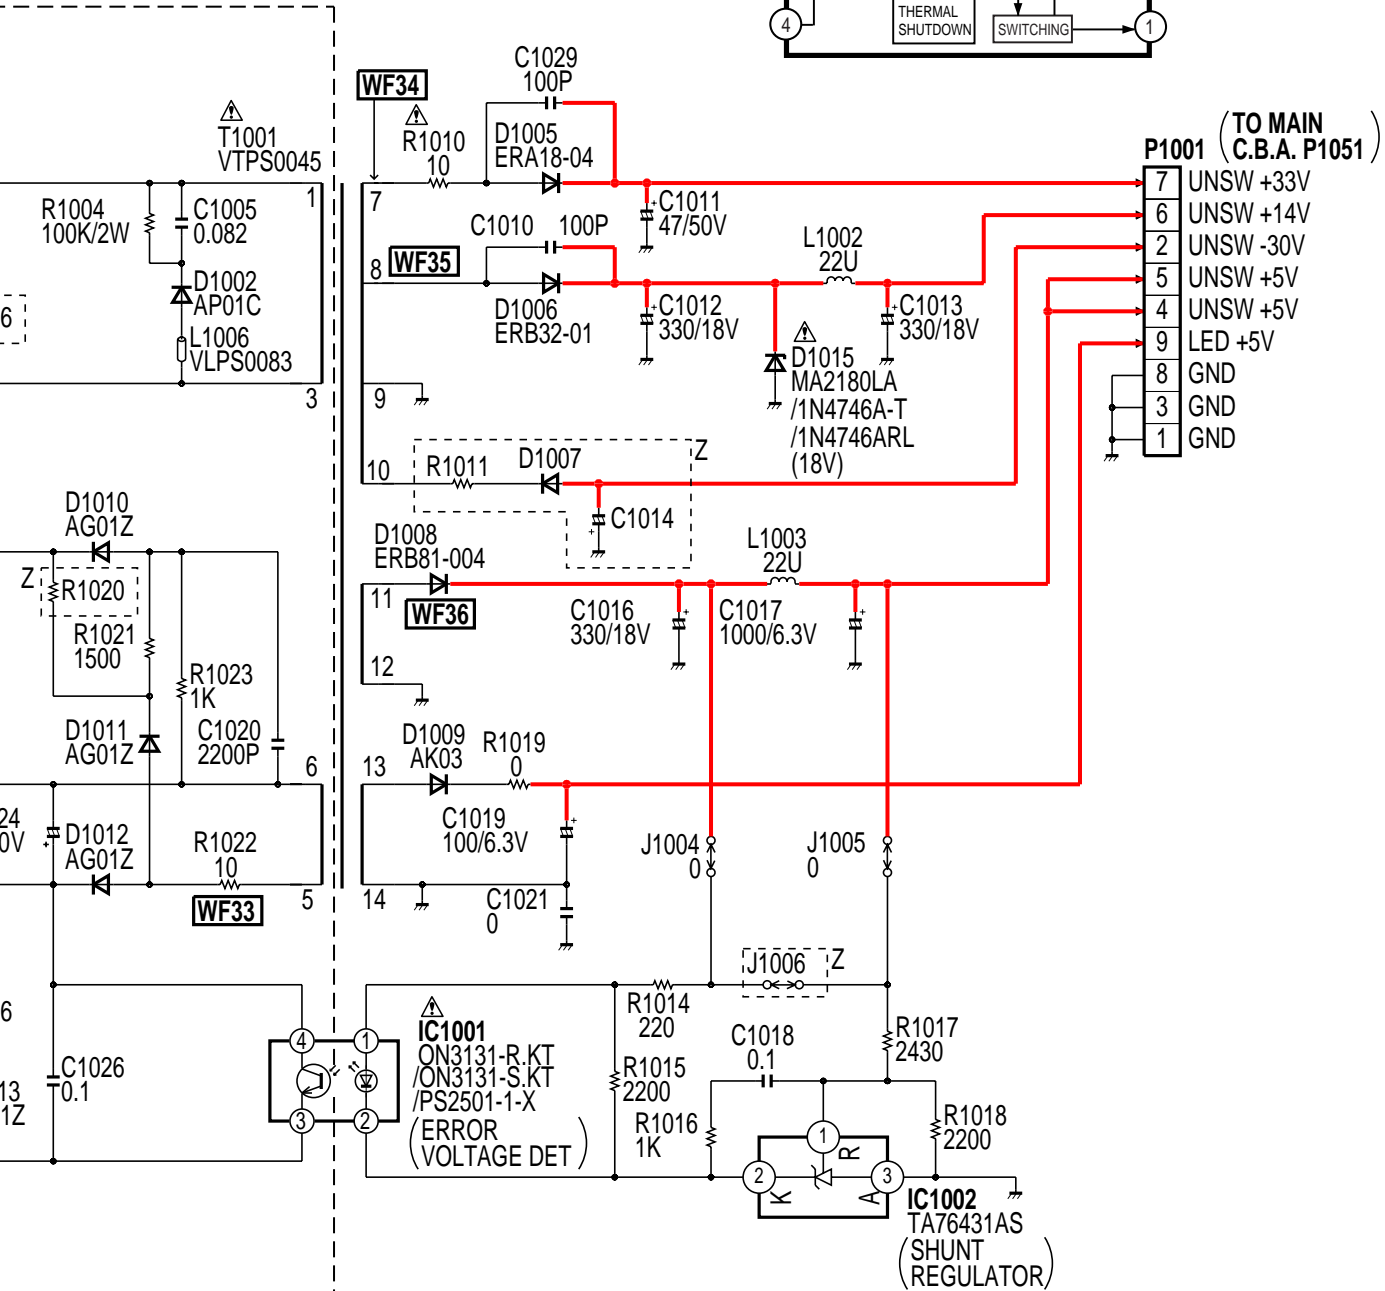 THERMAL
SHUTDOWN
SWITCHING
4
1
TO MAIN
C.B.A. P1051
P1001
7 UNSW +33V
6 UNSW +14V
2 UNSW -30V
5 UNSW +5V
4 UNSW +5V
9 LED +5V
8 GND
3 GND
1 GND
C1029
100P
WF34
R1010
10
D1005
ERA18-04
T1001
VTPS0045
1
7
C1011
47/50V
R1004
100K/2W
C1005
0.082
C1010 100P
WF35
8
L1002
22U
D1002
AP01C
D1006
ERB32-01
C1012
330/18V
C1013
330/18V
6
L1006
VLPS0083
D1015
MA2180LA
/1N4746A-T
/1N4746ARL
(18V)
3
9
10
R1011
D1007
Z
C1014
D1010
AG01Z
D1008
ERB81-004
L1003
22U
Z
R1020
11
WF36
C1016
330/18V
C1017
1000/6.3V
R1021
1500
R1023
1K
12
D1011
AG01Z
C1020
2200P
6
13
D1009
AK03
R1019
0
24
0V
D1012
AG01Z
R1022
10
WF33
5
14
C1019
100/6.3V
C1021
0
J1004
0
J1005
0
J1006
Z
R1014
220
6
4
1
3
2
IC1001
ON3131-R.KT
/ON3131-S.KT
/PS2501-1-X
ERROR
VOLTAGE DET
C1026
0.1
13
1Z
R1015
2200
C1018
0.1
R1017
2430
R1016
1K
R1018
2200
1
R
2
K
3
A
IC1002
TA76431AS
SHUNT
REGULATOR